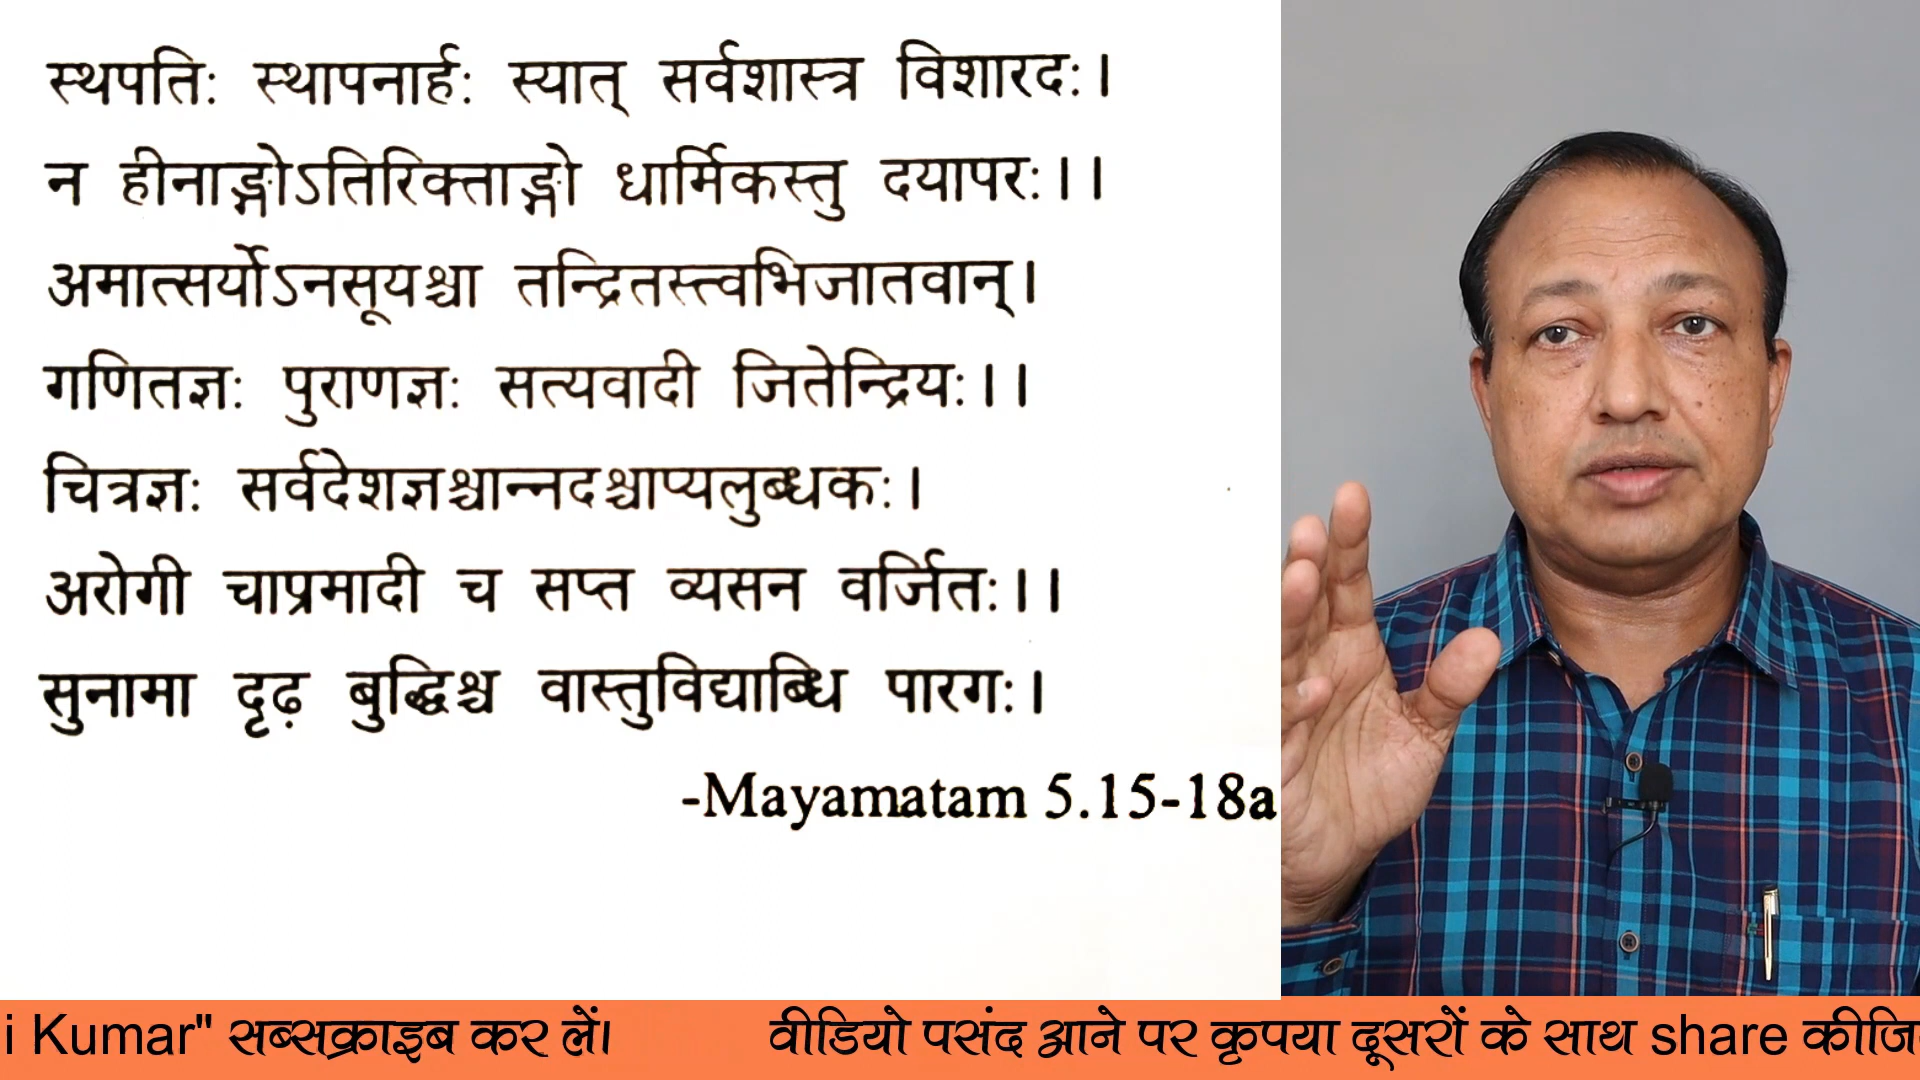 स्थपतिः स्थापनार्हः स्यात् सर्वशास्त्र विशारदः।
न हीनाङ्गोऽतिरिक्ताङ्गो धार्मिकस्तु दयापरः।।
अमात्सर्योऽनसूयश्चा तन्द्रितस्त्वभिजातवान्।
गणितज्ञः पुराणज्ञः सत्यवादी जितेन्द्रियः।।
चित्रज्ञः सर्वदेशज्ञश्चान्नदश्चाप्यलुब्धकः।
अरोगी चाप्रमादी च सप्त व्यसन वर्जितः।।
सुनामा दृढ़ बुद्धिश्च वास्तुविद्याब्धि पारगः।
-Mayamatam 5.15-18a
i Kumar" सब्सक्राइब कर लें। वीडियो पसंद आने पर कृपया दूसरों के साथ share कीजि